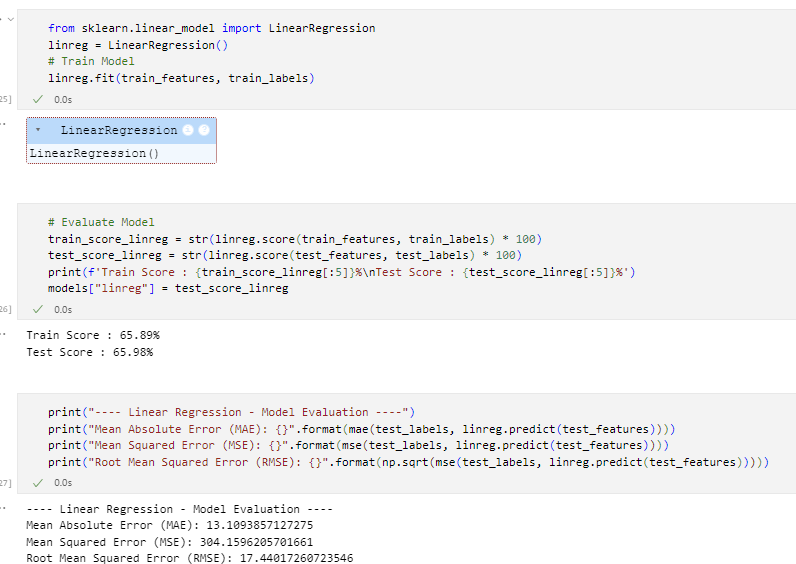 from sklearn.linear_model import LinearRegression
linreg = LinearRegression()
# Train Model
linreg.fit(train_features, train_labels)
25]
0.0s
LinearRegression
LinearRegression()
# Evaluate Model
train_score_linreg = str(linreg.score(train_features, train_labels) * 100)
test_score_linreg = str(linreg.score(test_features, test_labels) * 100)
print(f'Train Score : {train_score_linreg[:5]}%\nTest Score : {test_score_linreg[:5]}%')
models["linreg"] = test_score_linreg
26]
0.0s
Train Score : 65.89%
Test Score : 65.98%
print("---- Linear Regression - Model Evaluation ----")
print("Mean Absolute Error (MAE): {}".format(mae(test_labels, linreg.predict(test_features))))
print("Mean Squared Error (MSE): {}".format(mse(test_labels, linreg.predict(test_features))))
print("Root Mean Squared Error (RMSE): {}".format(np.sqrt(mse(test_labels, linreg.predict(test_features)))))
27]
0.0s
---- Linear Regression - Model Evaluation ----
Mean Absolute Error (MAE): 13.1093857127275
Mean Squared Error (MSE): 304.1596205701661
Root Mean Squared Error (RMSE): 17.44017260723546